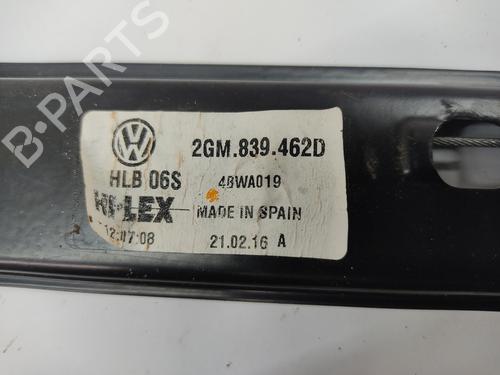 2GM.839.462D
HLB 06S 4BWA019
HI-LEX MADE IN SPAIN
12:07:08 21.02.16 A
B-PARTS